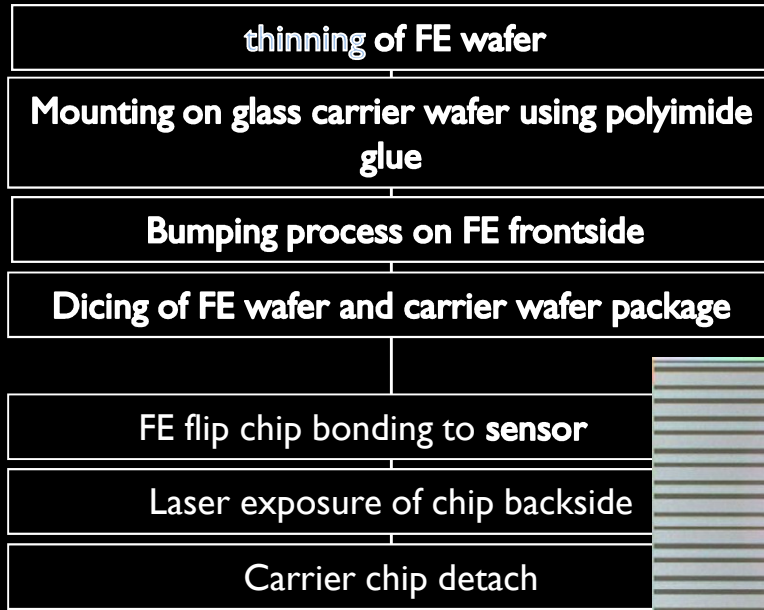 thinning of FE wafer
Mounting on glass carrier wafer using polyimide
glue
Bumping process on FE frontside
Dicing of FE wafer and carrier wafer package
FE flip chip bonding to sensor
Laser exposure of chip backside
Carrier chip detach